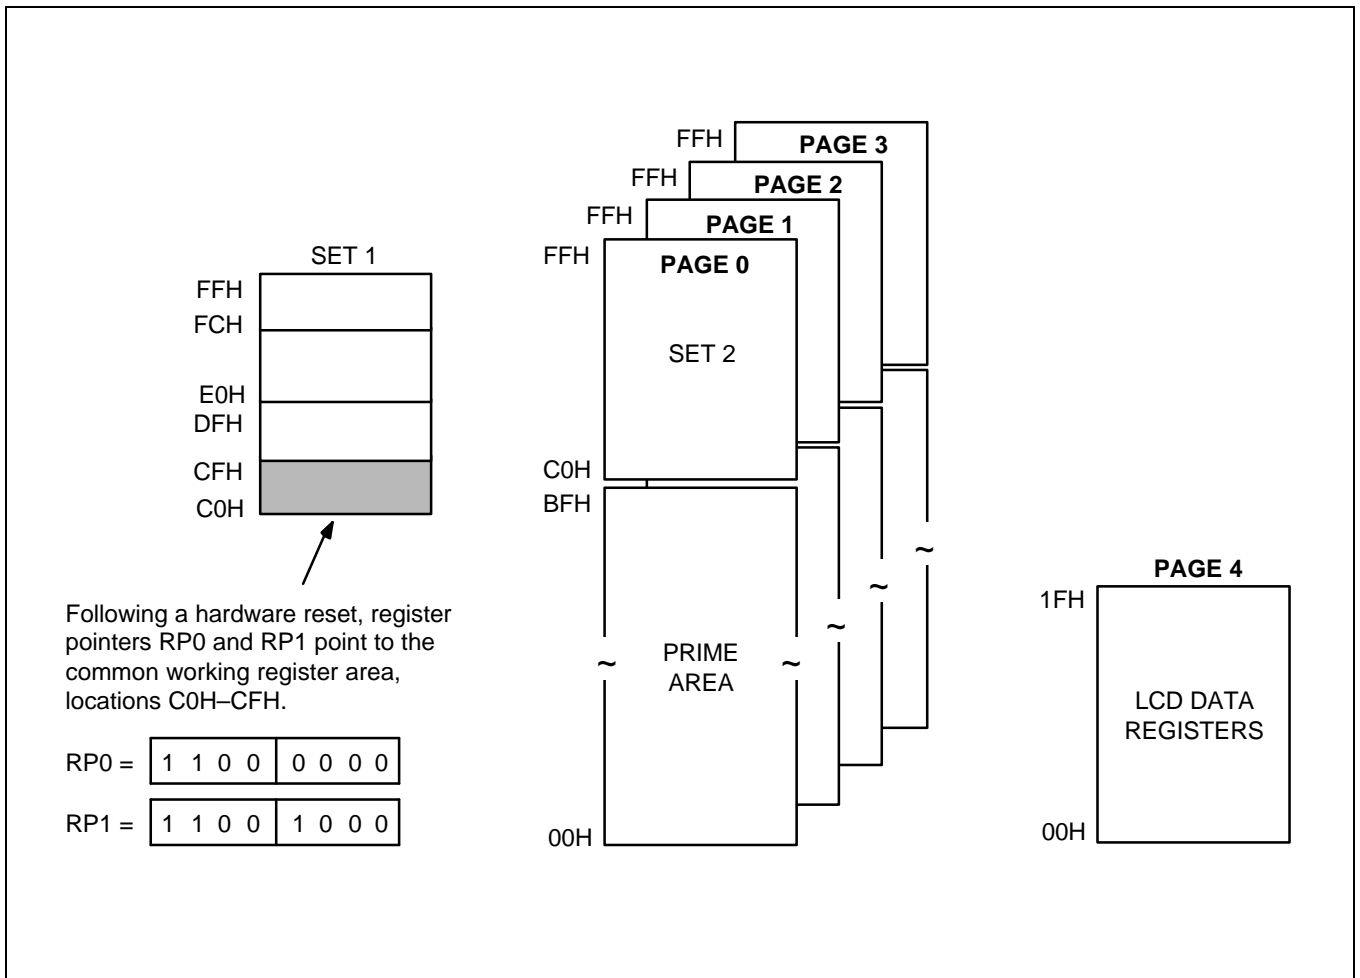 SET 1
FFH
FCH
E0H
DFH
CFH
C0H
Following a hardware reset, register
pointers RP0 and RP1 point to the
common working register area,
locations C0H–CFH.
RP0 = 1 1 0 0 0 0 0 0
RP1 = 1 1 0 0 1 0 0 0
FFH PAGE 3
FFH PAGE 2
FFH PAGE 1
FFH PAGE 0
SET 2
C0H
BFH
~ ~ ~ ~ ~
PRIME
AREA
00H
PAGE 4
1FH
LCD DATA
REGISTERS
00H